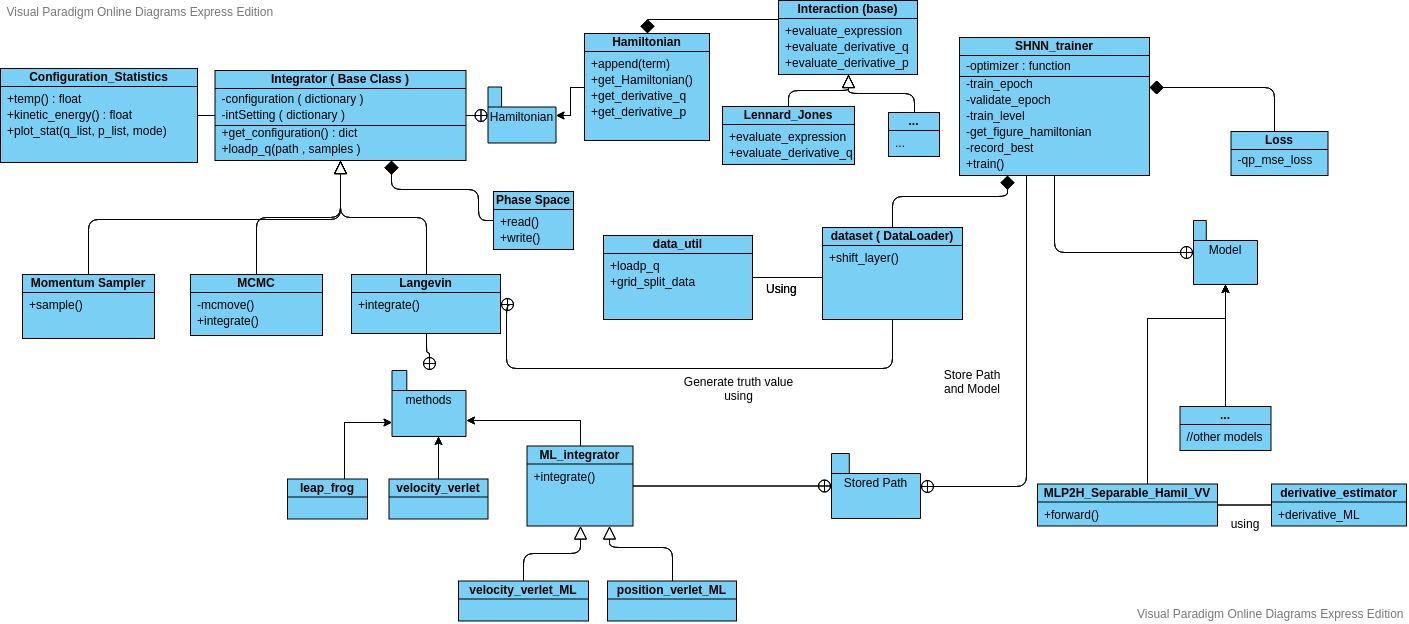 Visual Paradigm Online Diagrams Express Edition
Interaction (base)
+evaluate_expression
+evaluate_derivative_q
+evaluate_derivative_p
Hamiltonian
+append(term)
+get_Hamiltonian()
+get_derivative_q
+get_derivative_p
SHNN_trainer
-optimizer : function
-train_epoch
-validate_epoch
-train_level
-get_figure_hamiltonian
-record_best
+train()
Configuration_Statistics
+temp() : float
+kinetic_energy() : float
+plot_stat(q_list, p_list, mode)
Integrator ( Base Class )
-configuration ( dictionary )
-intSetting ( dictionary )
+get_configuration() : dict
+loadp_q(path , samples )
Hamiltonian
Lennard_Jones
+evaluate_expression
+evaluate_derivative_q
...
...
Loss
-qp_mse_loss
Phase Space
+read()
+write()
data_util
+loadp_q
+grid_split_data
Using
dataset ( DataLoader)
+shift_layer()
Model
Momentum Sampler
+sample()
MCMC
-mcmove()
+integrate()
Langevin
+integrate()
Generate truth value
using
Store Path
and Model
methods
...
//other models
ML_integrator
+integrate()
Stored Path
leap_frog
velocity_verlet
MLP2H_Separable_Hamil_VV
+forward()
using
derivative_estimator
+derivative_ML
velocity_verlet_ML
position_verlet_ML
Visual Paradigm Online Diagrams Express Edition